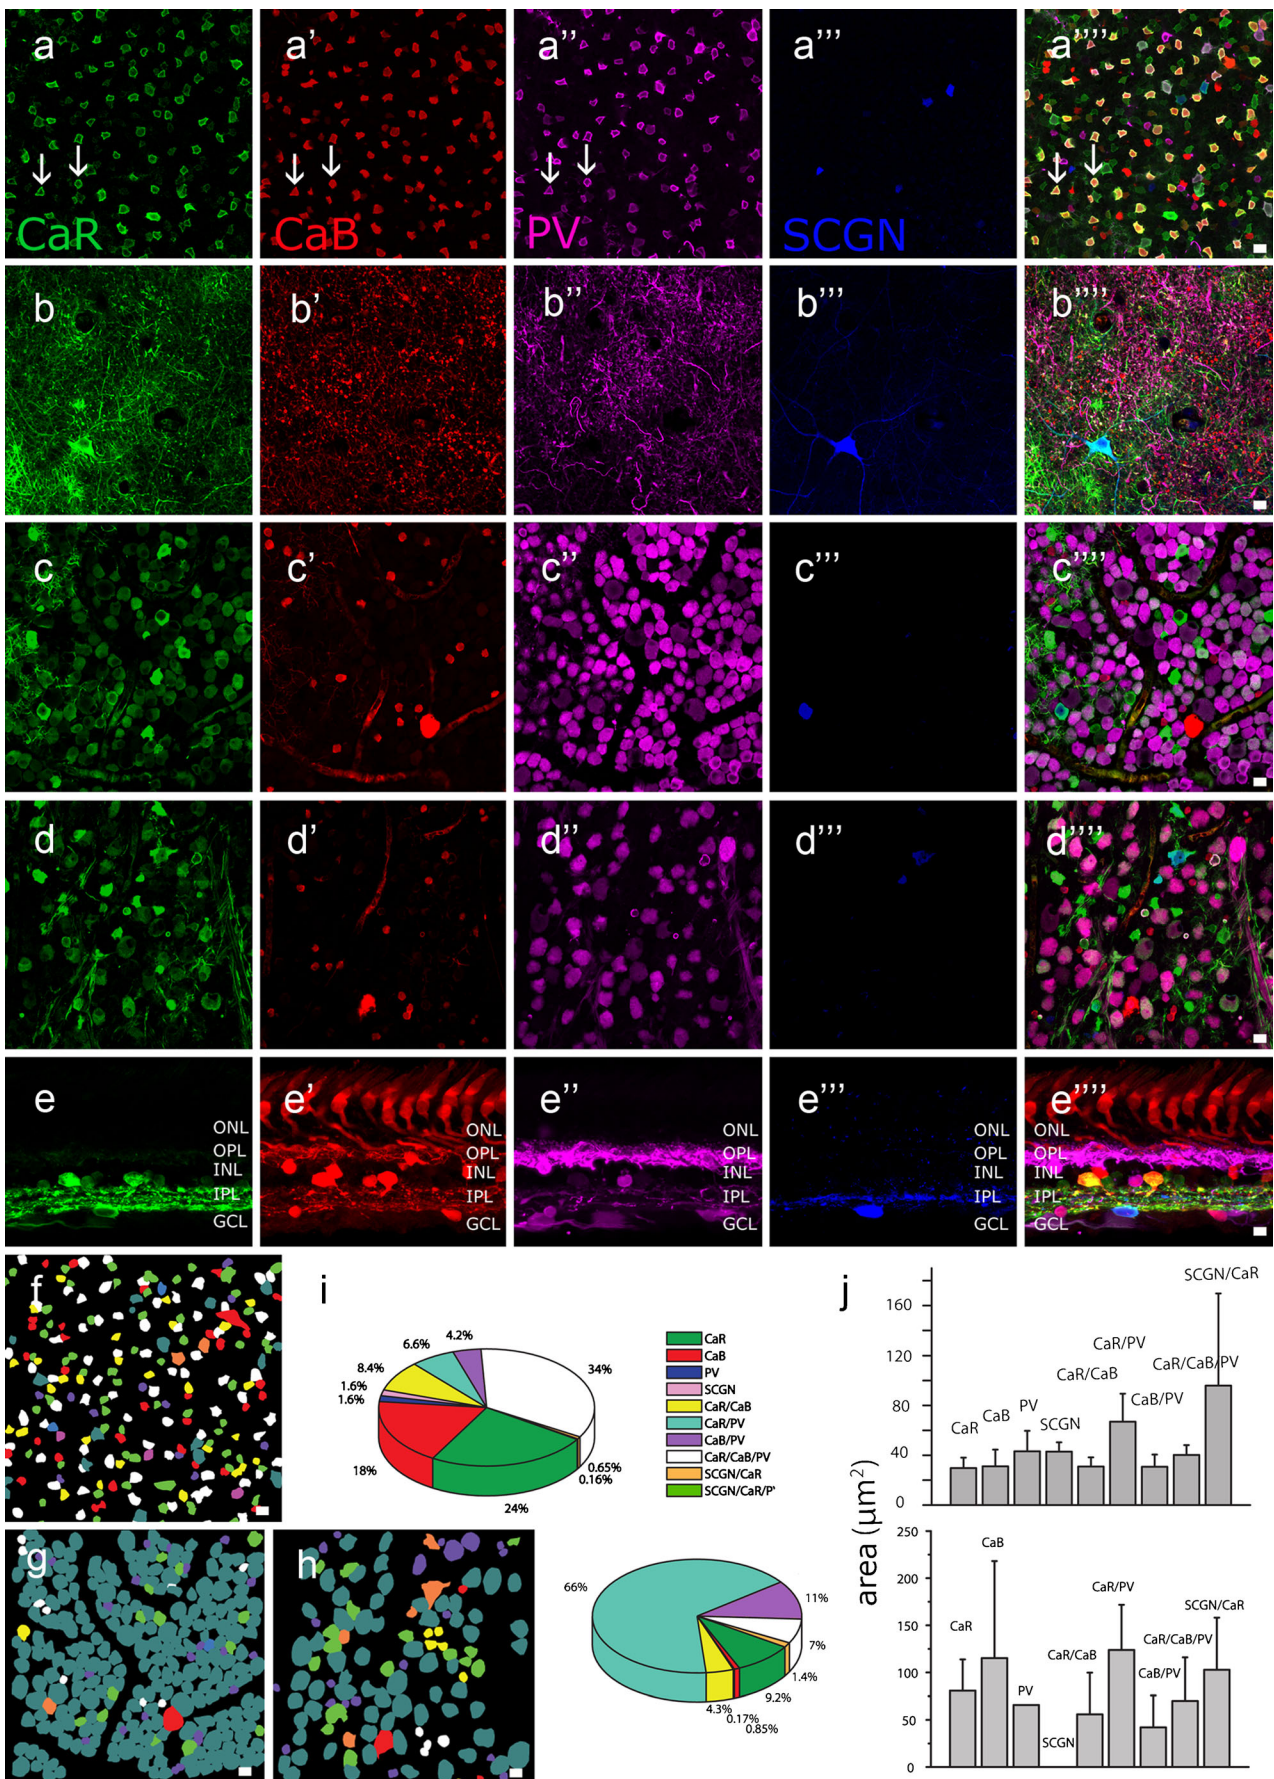 a a’ a’’ a’’’ a’’’’
CaR CaB PV SCGN
b b’ b’’ b’’’ b’’’’
c c’ c’’ c’’’ c’’’’
d d’ d’’ d’’’ d’’’’
e e’ e’’ e’’’ e’’’’
ONL ONL ONL ONL
OPL OPL OPL OPL
INL INL INL INL
IPL IPL IPL IPL
GCL GCL GCL GCL
f
i
4.2%
6.6%
8.4%
1.6%
1.6%
18%
24%
0.16%
0.65%
34%
CaR
CaB
PV
SCGN
CaR/CaB
CaR/PV
CaB/PV
CaR/CaB/PV
SCGN/CaR
SCGN/CaR/P'
j
area (µm²)
160
120
80
40
0
CaR
CaB
PV
SCGN
CaR/CaB
CaR/PV
CaB/PV
CaR/CaB/PV
SCGN/CaR
g
h
66%
11%
7%
1.4%
9.2%
0.85%
0.17%
4.3%
250
200
150
100
50
0
CaR
CaB
PV
SCGN
CaR/CaB
CaR/PV
CaB/PV
CaR/CaB/PV
SCGN/CaR